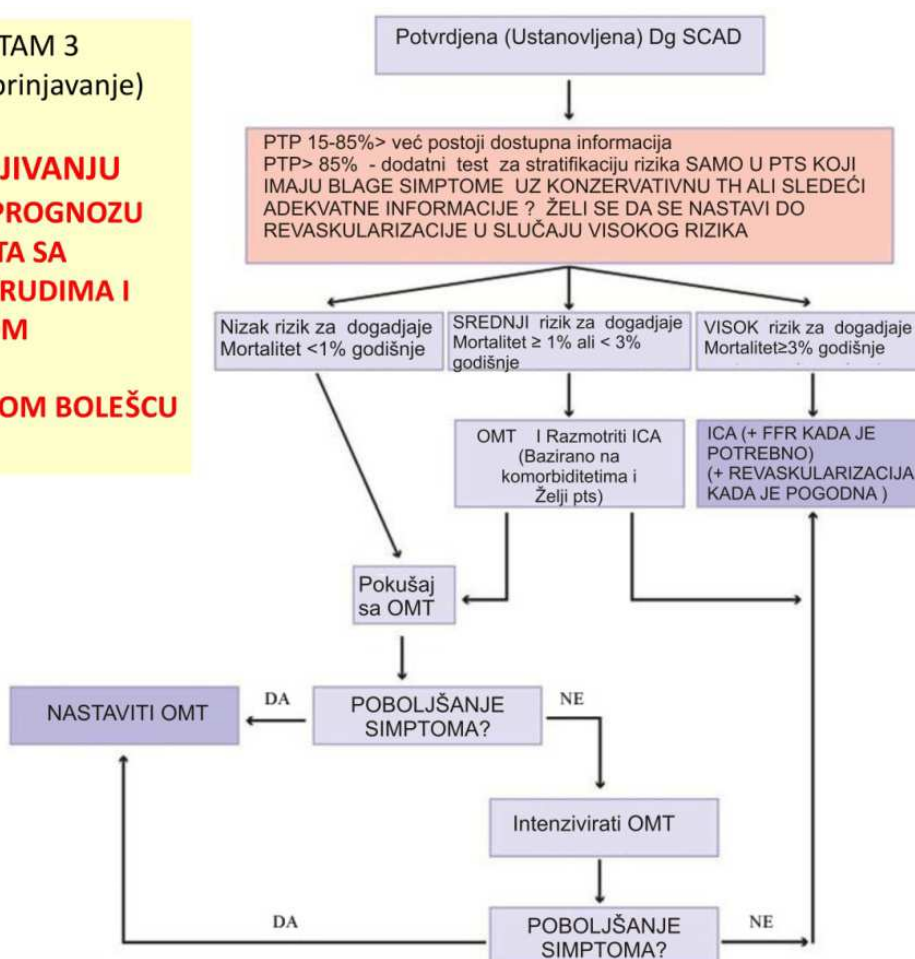 TAM 3
prinjavanje)
JIVANJU
PROGNOZU
TA SA
RUDIMA I
M
OM BOLEŠCU
Potvrdjena (Ustanovljena) Dg SCAD
PTP 15-85%> već postoji dostupna informacija
PTP> 85% - dodatni test za stratifikaciju rizika SAMO U PTS KOJI
IMAJU BLAGE SIMPTOME UZ KONZERVATIVNU TH ALI SLEDEĆI
ADEKVATNE INFORMACIJE ? ŽELI SE DA SE NASTAVI DO
REVASKULARIZACIJE U SLUČAJU VISOKOG RIZIKA
Nizak rizik za dogadjaje
Mortalitet <1% godišnje
SREDNJI rizik za dogadjaje
Mortalitet ≥ 1% ali < 3%
godišnje
VISOK rizik za dogadjaje
Mortalitet≥3% godišnje
OMT I Razmotriti ICA
(Bazirano na
komorbiditetima i
Želji pts)
ICA (+ FFR KADA JE
POTREBNO)
(+ REVASKULARIZACIJA
KADA JE POGODNA )
Pokušaj
sa OMT
NASTAVITI OMT
DA
POBOLJŠANJE
SIMPTOMA?
NE
Intenzivirati OMT
DA
POBOLJŠANJE
SIMPTOMA?
NE